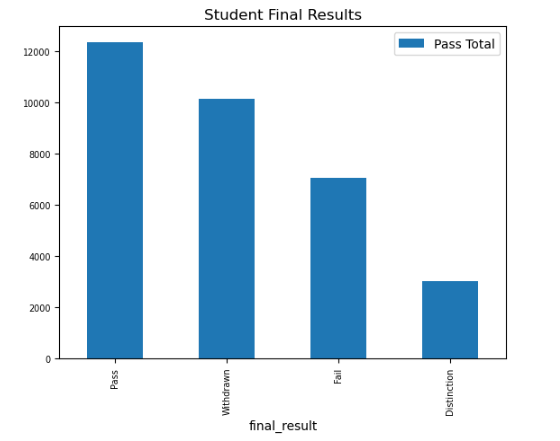 Student Final Results
Pass Total
12000
10000
8000
6000
4000
2000
0
Pass
Withdrawn
Fail
Distinction
final_result